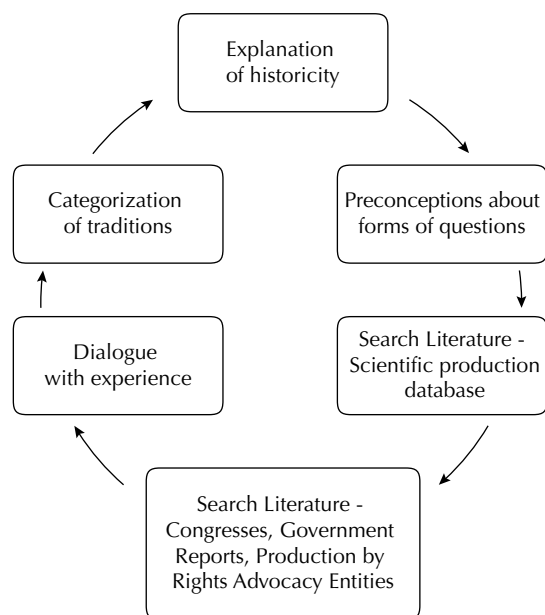 Explanation
of historicity
Categorization
of traditions
Preconceptions about
forms of questions
Dialogue
with experience
Search Literature -
Scientific production
database
Search Literature -
Congresses, Government
Reports, Production by
Rights Advocacy Entities